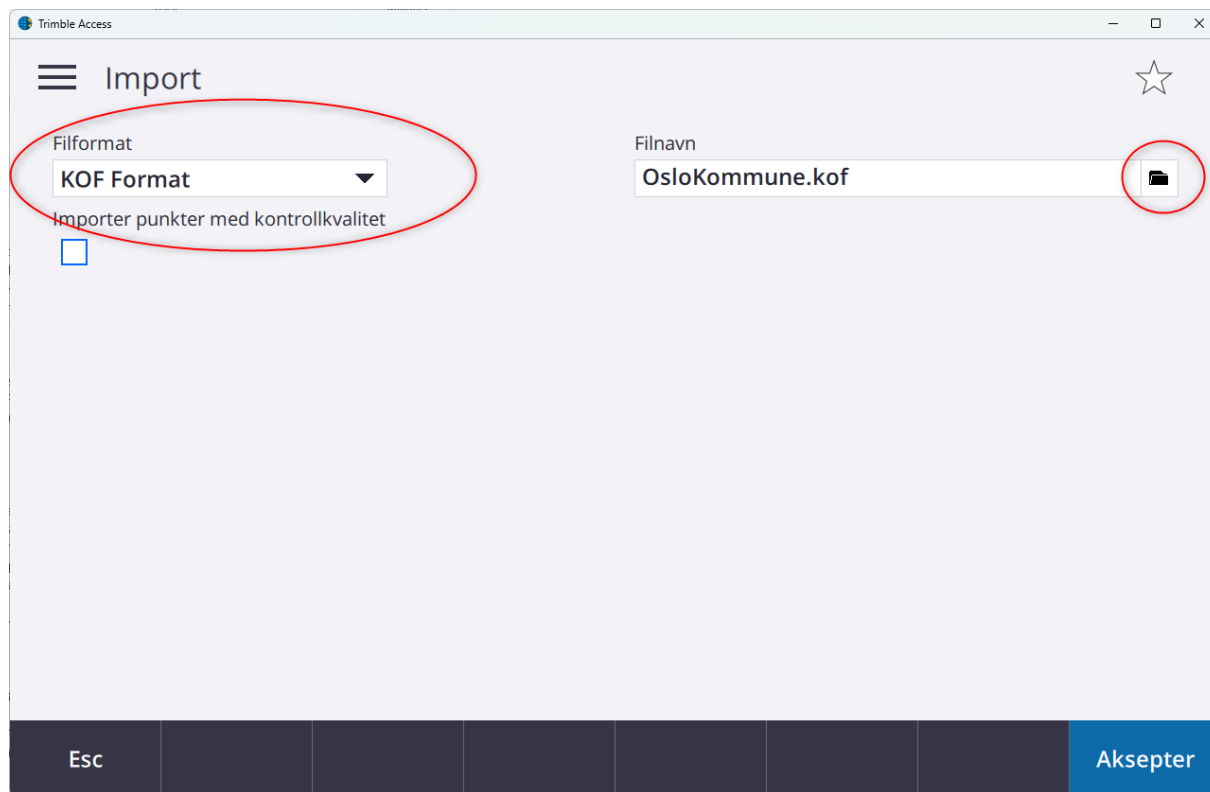 Trimble Access
Import
Filformat
Filnavn
KOF Format
OsloKommune.kof
Importer punkter med kontrollkvalitet
Esc
Aksepter